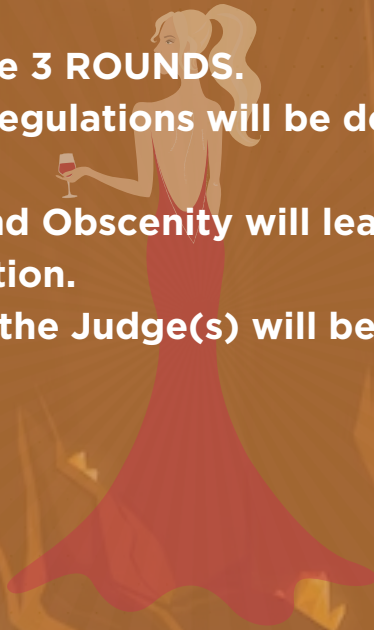 e 3 ROUNDS.
egulations will be d
nd Obscenity will lea
tion.
the Judge(s) will be